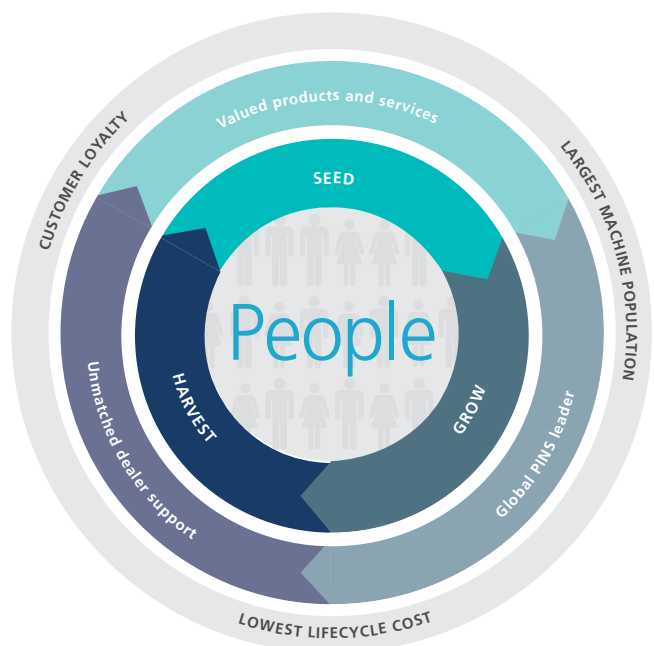 CUSTOMER LOYALTY
LARGEST MACHINE POPULATION
LOWEST LIFECYCLE COST
Valued products and services
Global PINS leader
Unmatched dealer support
SEED
GROW
HARVEST
People